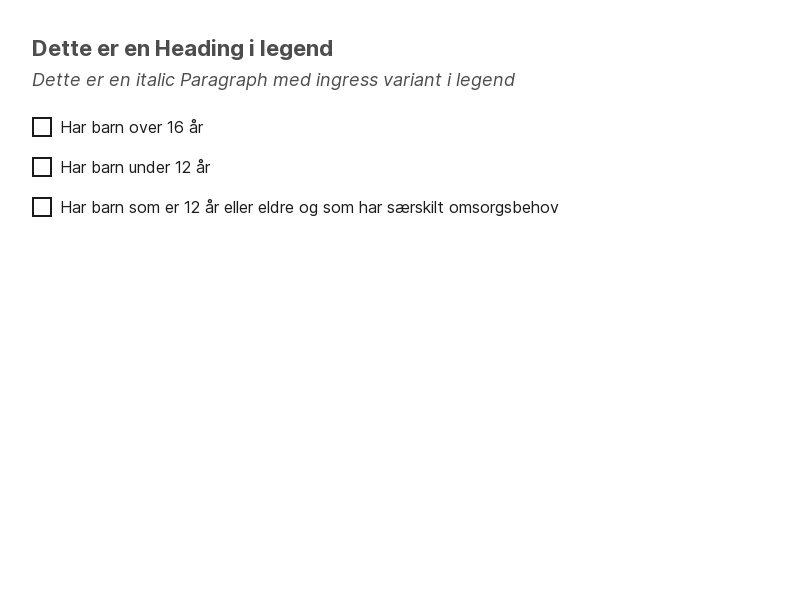 Dette er en Heading i legend
Dette er en italic Paragraph med ingress variant i legend
Har barn over 16 år
Har barn under 12 år
Har barn som er 12 år eller eldre og som har særskilt omsorgsbehov